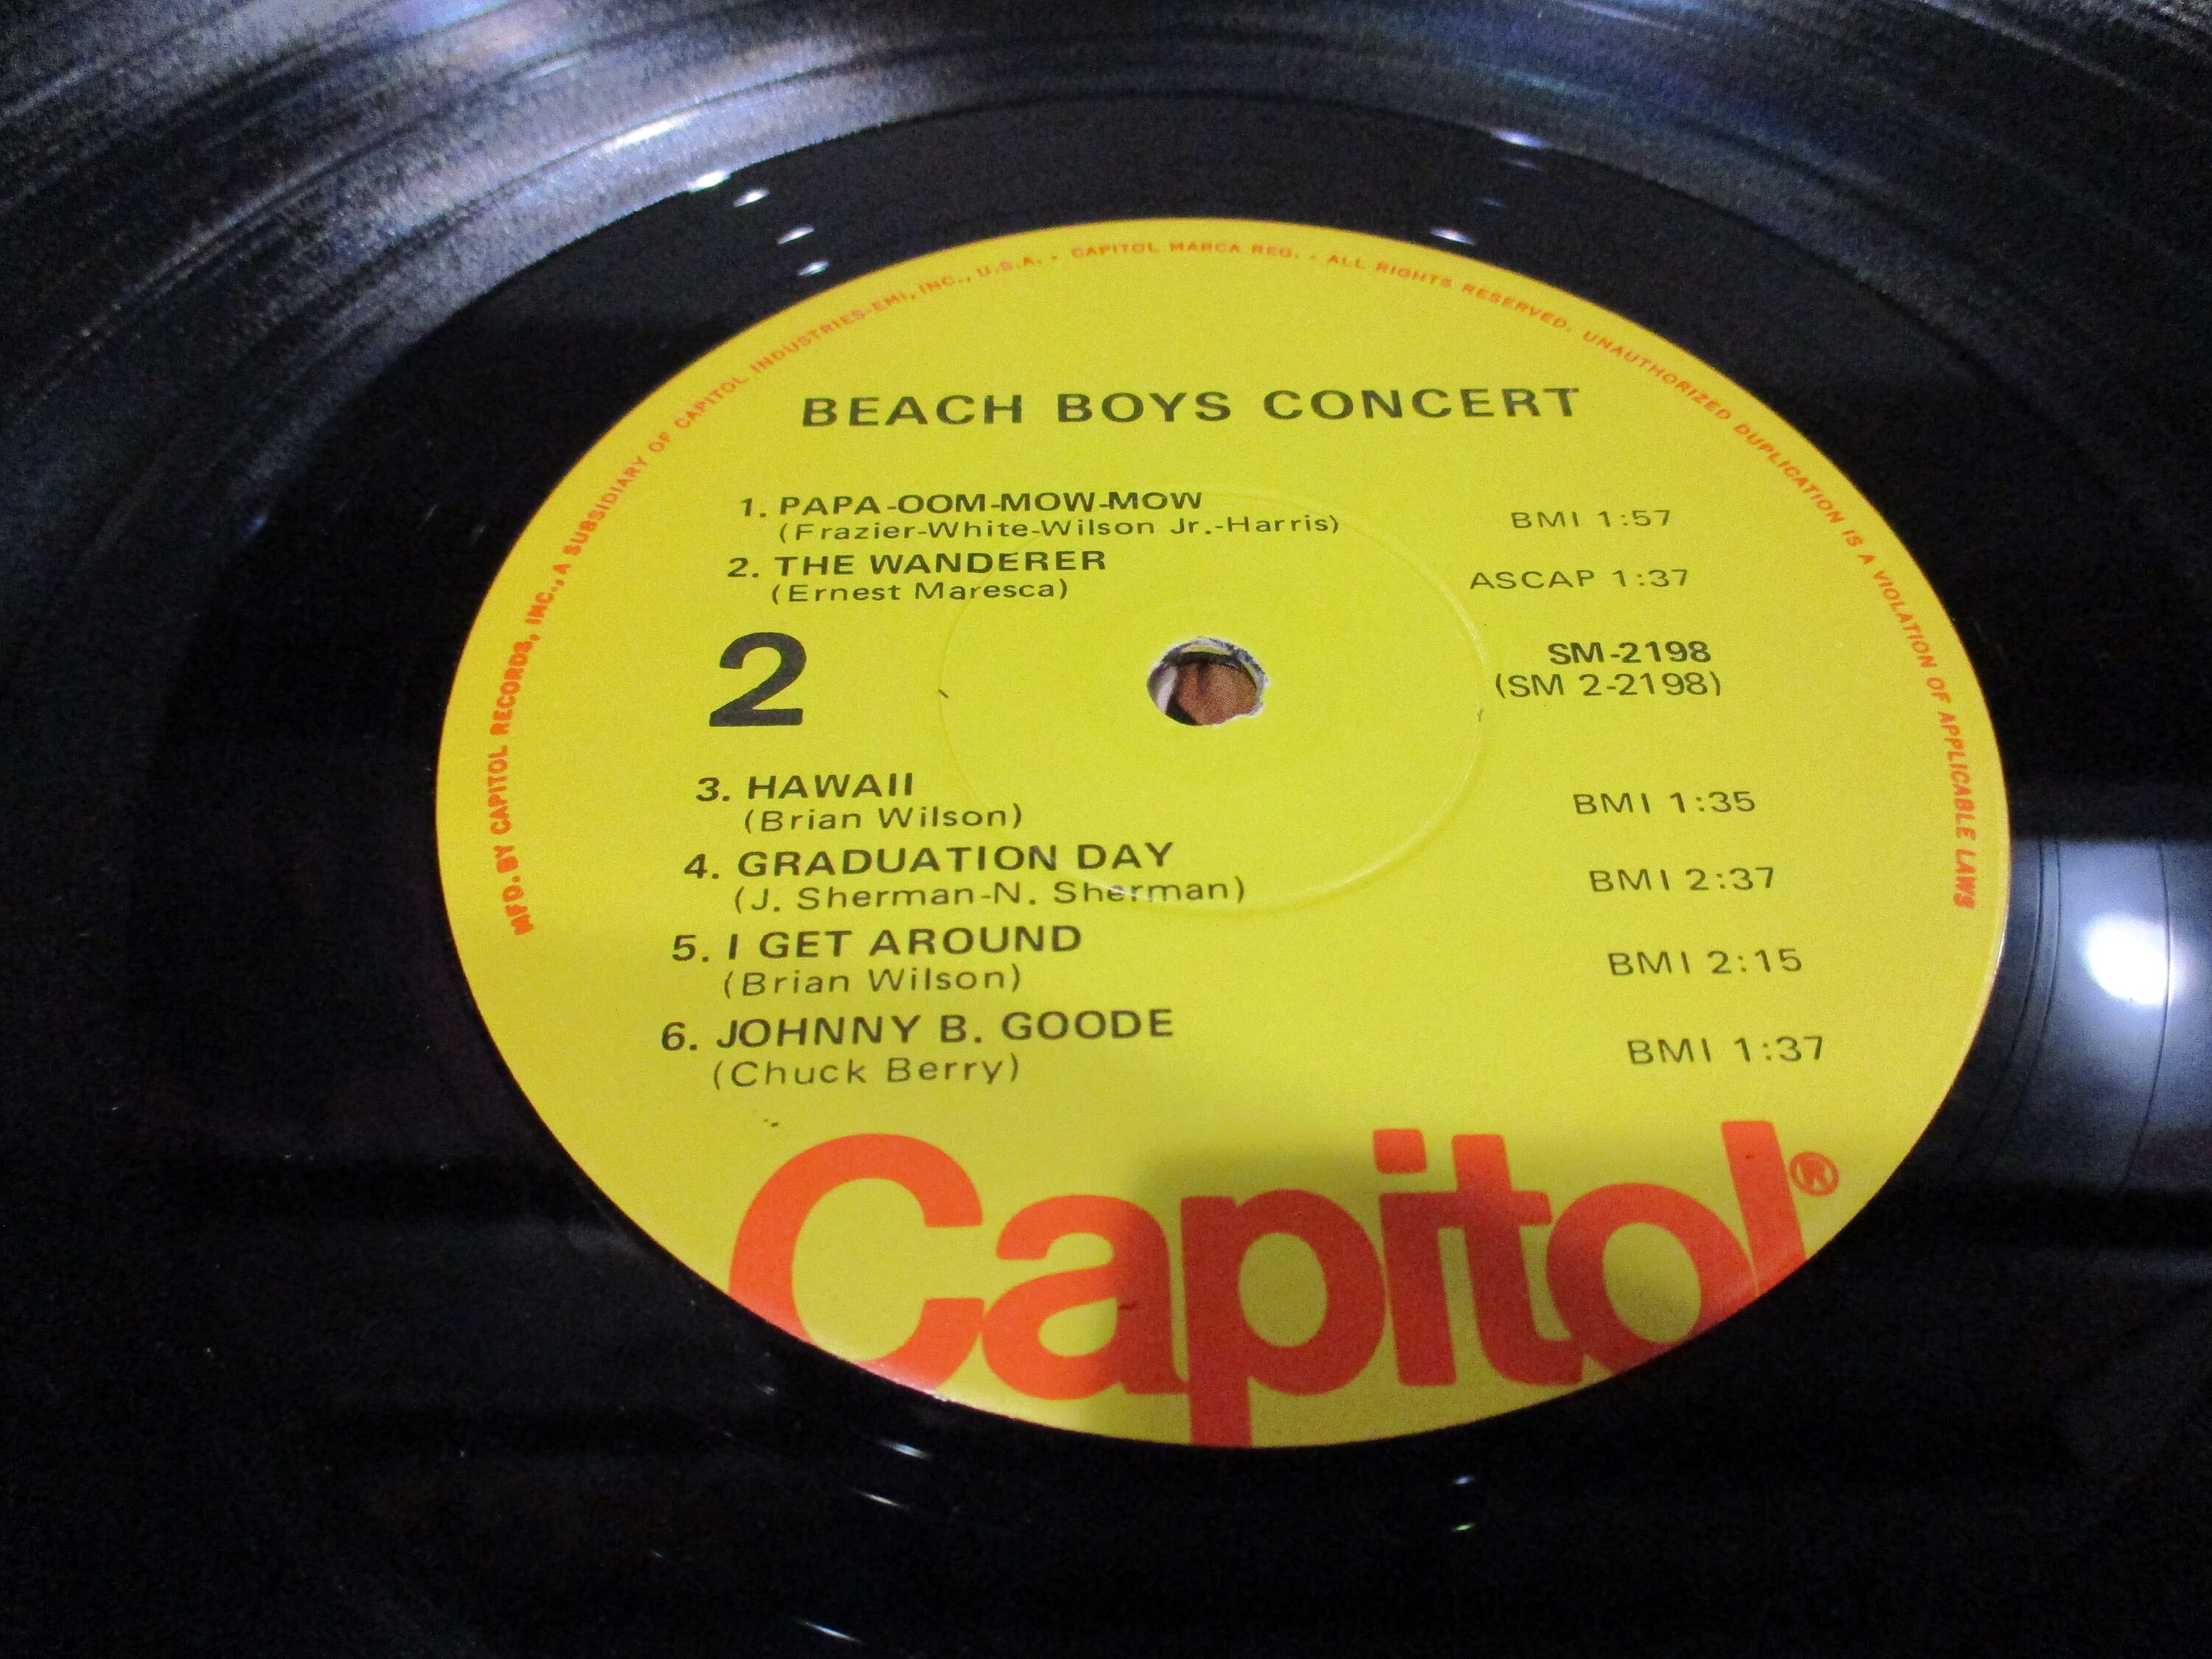 MFD. BY CAPITOL RECORDS, INC., A SUBSIDIARY OF CAPITOL INDUSTRIES-EMI, INC., U.S.A. • CAPITOL MARCA REG. • ALL RIGHTS RESERVED. UNAUTHORIZED DUPLICATION IS A VIOLATION OF APPLICABLE LAWS
BEACH BOYS CONCERT
1. PAPA-OOM-MOW-MOW
(Frazier-White-Wilson Jr.-Harris) BMI 1:57
2. THE WANDERER
(Ernest Maresca) ASCAP 1:37
2
SM-2198
(SM 2-2198)
3. HAWAII
(Brian Wilson) BMI 1:35
4. GRADUATION DAY
(J. Sherman-N. Sherman) BMI 2:37
5. I GET AROUND
(Brian Wilson) BMI 2:15
6. JOHNNY B. GOODE
(Chuck Berry) BMI 1:37
Capitol®